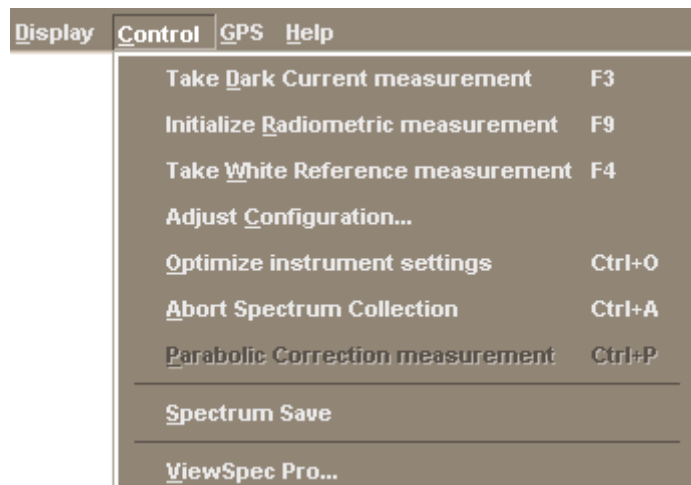 Display Control GPS Help
Take Dark Current measurement F3
Initialize Radiometric measurement F9
Take White Reference measurement F4
Adjust Configuration...
Optimize instrument settings Ctrl+O
Abort Spectrum Collection Ctrl+A
Parabolic Correction measurement Ctrl+P
Spectrum Save
ViewSpec Pro...